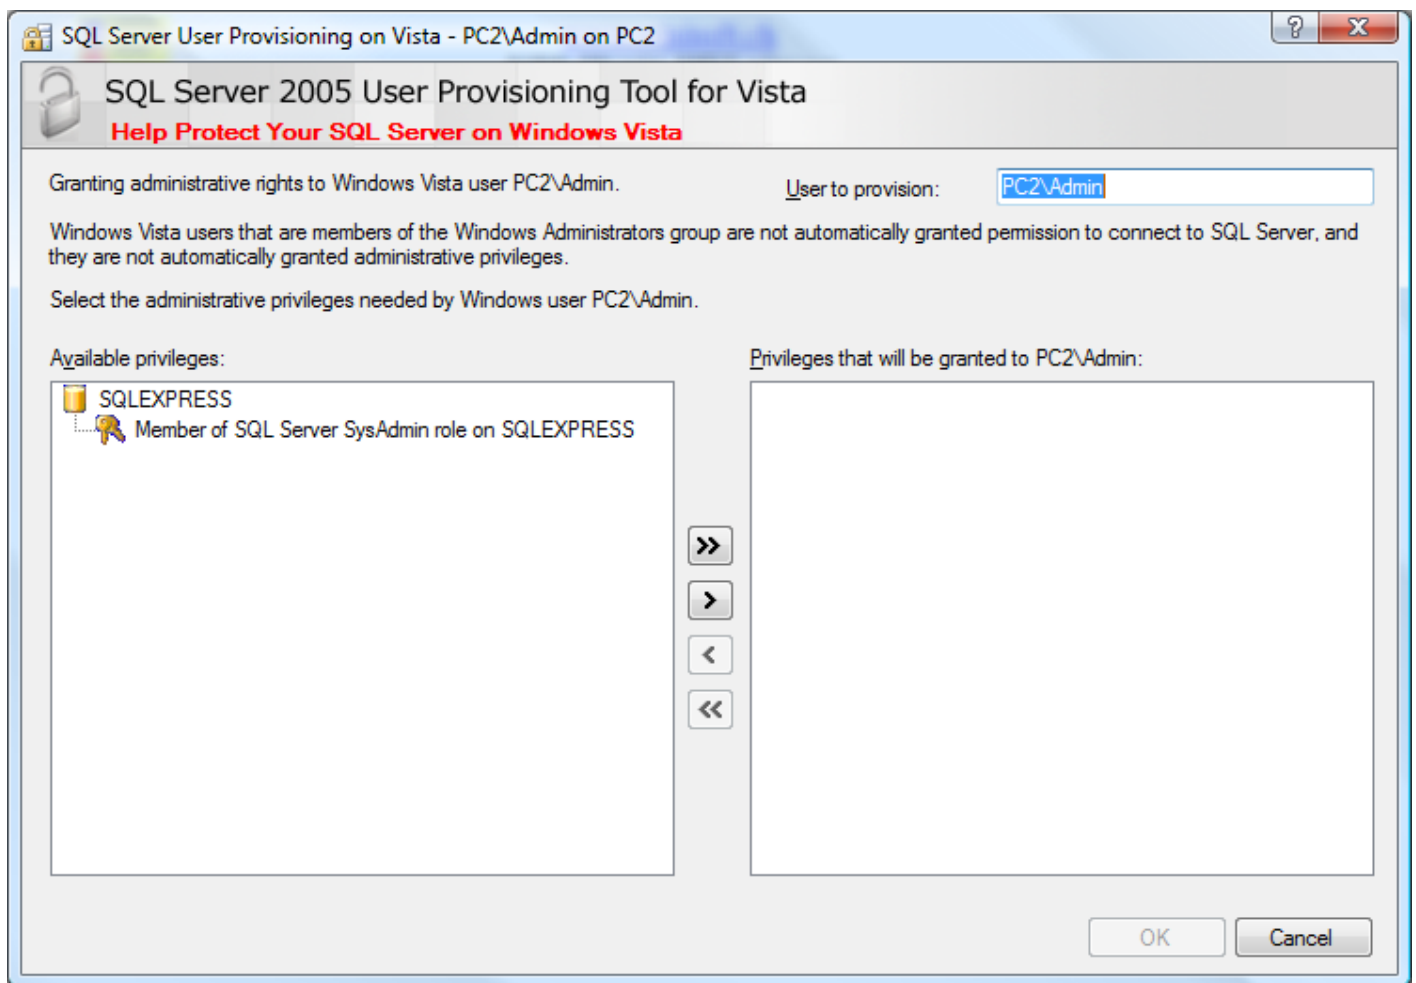 SQL Server User Provisioning on Vista - PC2\Admin on PC2
SQL Server 2005 User Provisioning Tool for Vista
Help Protect Your SQL Server on Windows Vista
Granting administrative rights to Windows Vista user PC2\Admin.
User to provision:
PC2\Admin
Windows Vista users that are members of the Windows Administrators group are not automatically granted permission to connect to SQL Server, and
they are not automatically granted administrative privileges.
Select the administrative privileges needed by Windows user PC2\Admin.
Available privileges:
Privileges that will be granted to PC2\Admin:
SQLEXPRESS
Member of SQL Server SysAdmin role on SQLEXPRESS
>>
>
<
<<
OK
Cancel